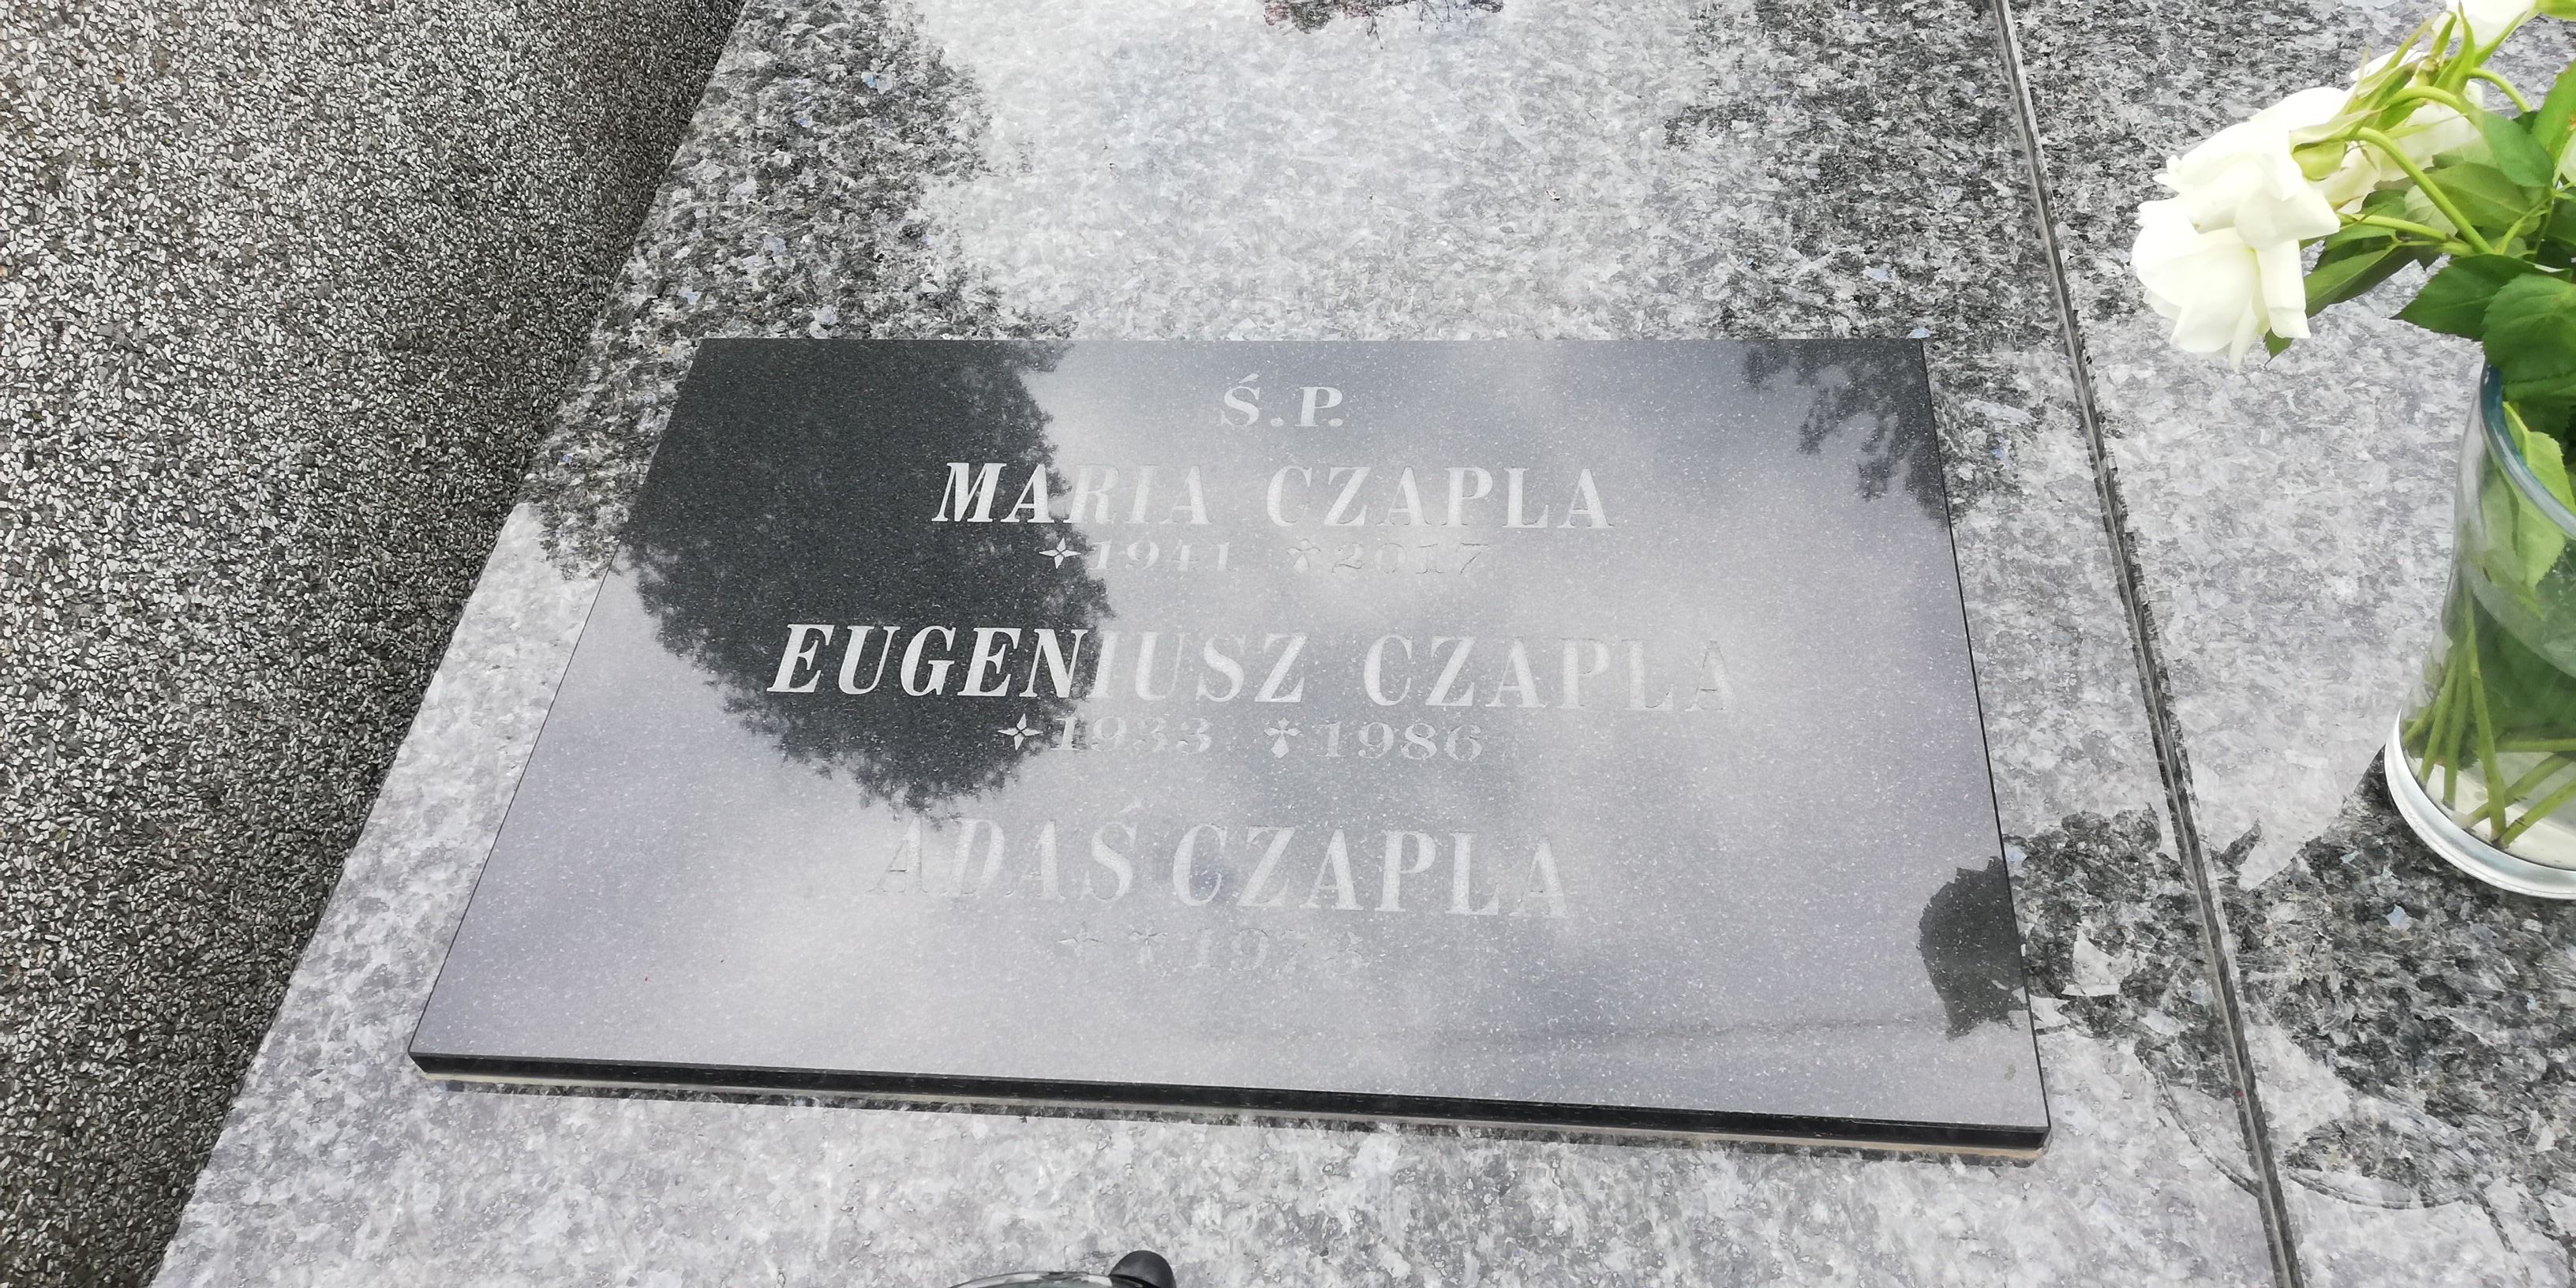 Ś.P.
MARIA CZAPLA
1941 2017
EUGENIUSZ CZAPLA
1933 1986
ADAŚ CZAPLA